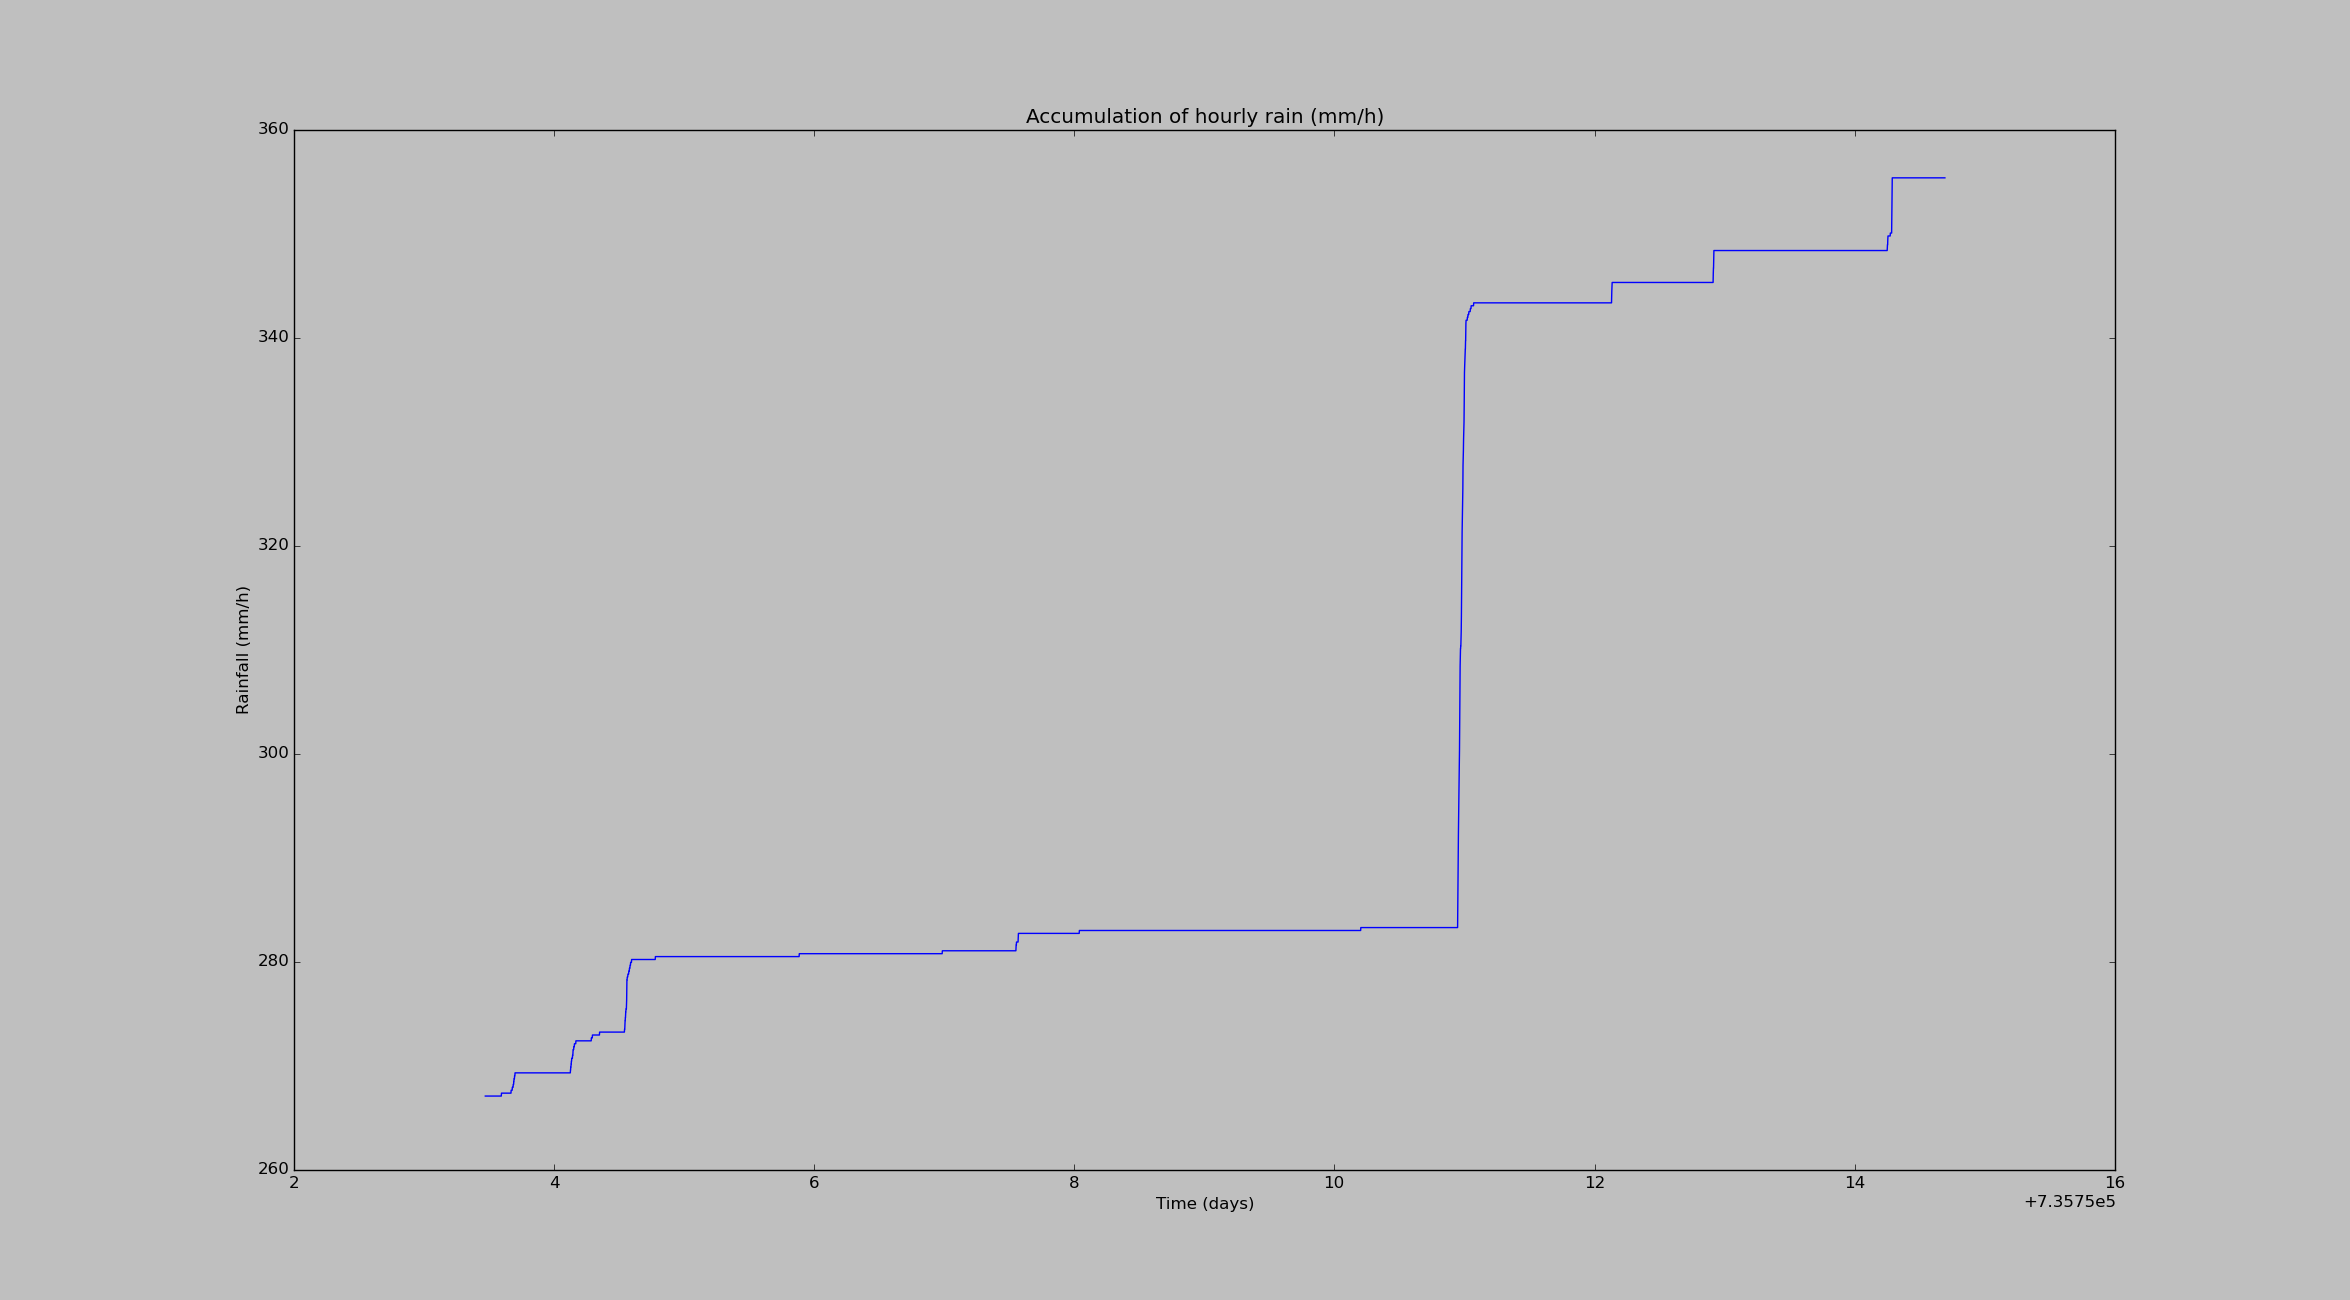 Accumulation of hourly rain (mm/h)
360
340
320
300
280
260
Rainfall (mm/h)
2 4 6 8 10 12 14 16
Time (days)
+7.3575e5